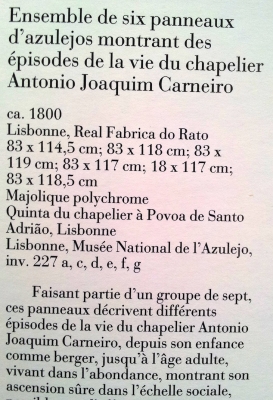 Ensemble de six panneaux
d'azulejos montrant des
épisodes de la vie du chapelier
Antonio Joaquim Carneiro
ca. 1800
Lisbonne, Real Fabrica do Rato
83 x 114,5 cm; 83 x 118 cm; 83 x
119 cm; 83 x 117 cm; 18 x 117 cm;
83 x 118,5 cm
Majolique polychrome
Quinta du chapelier à Povoa de Santo
Adrião, Lisbonne
Lisbonne, Musée National de l'Azulejo,
inv. 227 a, c, d, e, f, g
Faisant partie d'un groupe de sept,
ces panneaux décrivent différents
épisodes de la vie du chapelier Antonio
Joaquim Carneiro, depuis son enfance
comme berger, jusqu'à l'âge adulte,
vivant dans l'abondance, montrant son
ascension sûre dans l'échelle sociale,